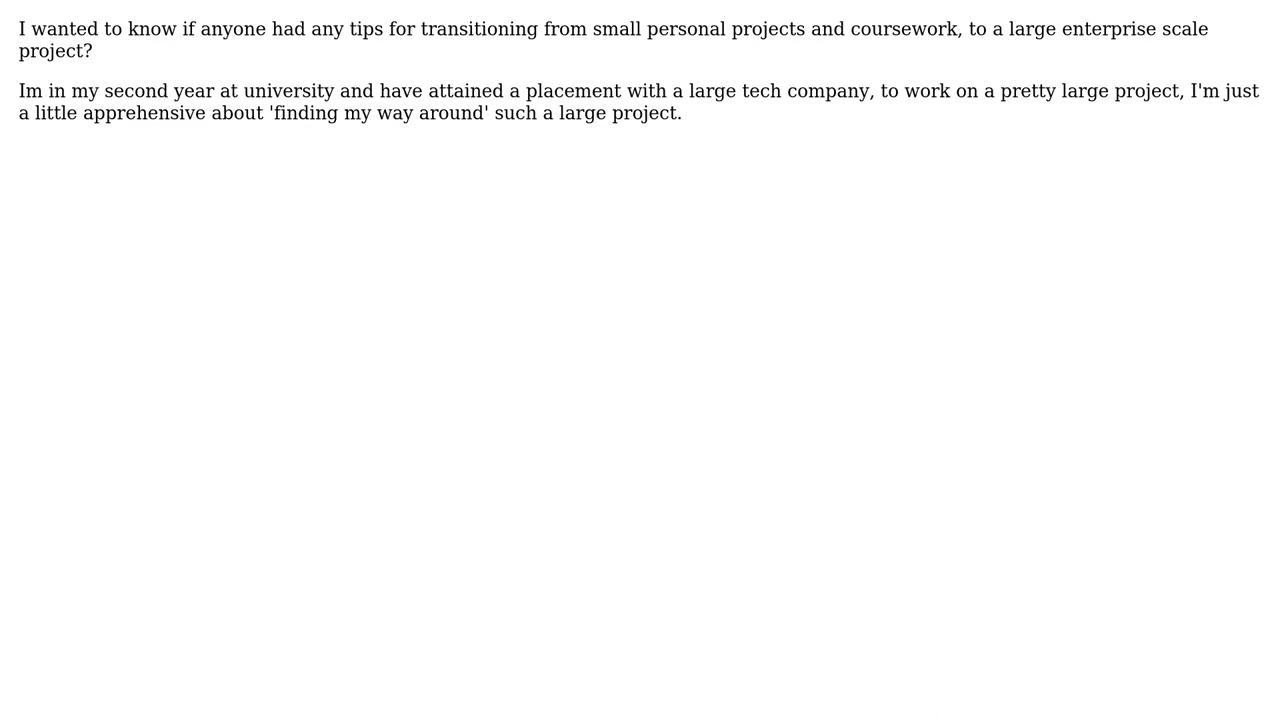 I wanted to know if anyone had any tips for transitioning from small personal projects and coursework, to a large enterprise scale
project?
Im in my second year at university and have attained a placement with a large tech company, to work on a pretty large project, I'm just
a little apprehensive about 'finding my way around' such a large project.